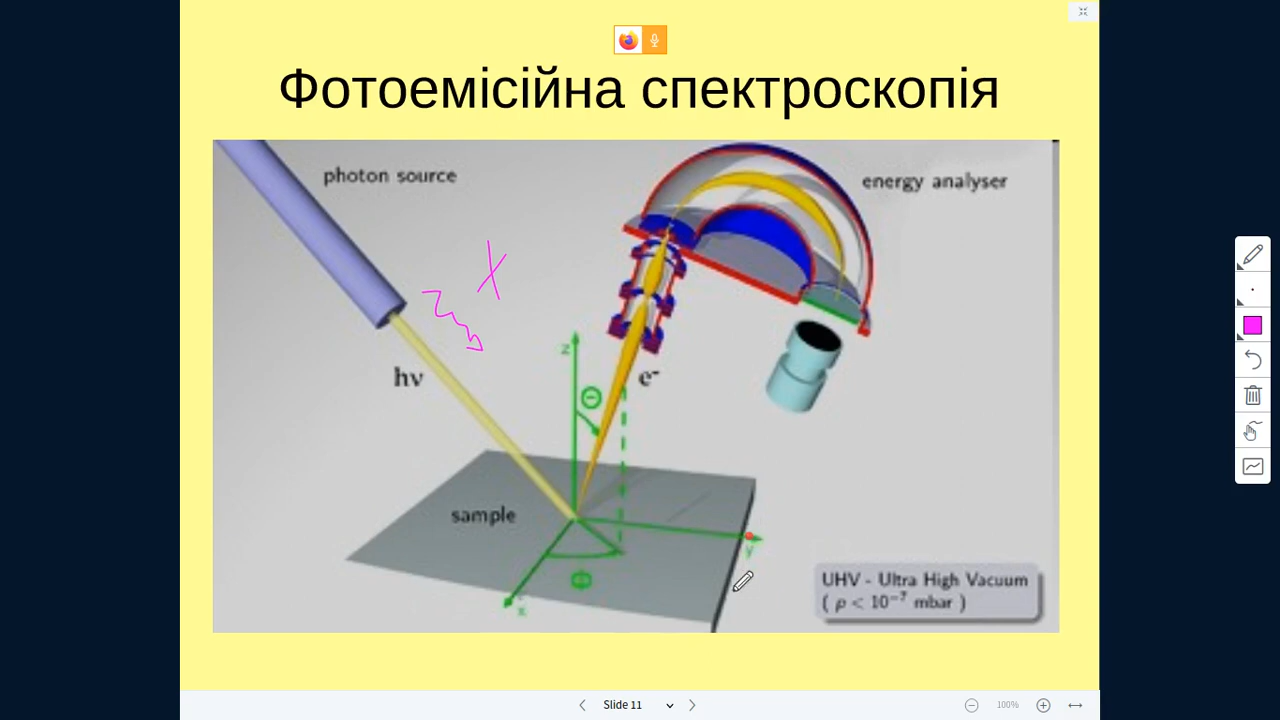 Фотоемісійна спектроскопія
photon source
energy analyser
X
hν
z
Θ
e⁻
sample
y
Φ
x
UHV - Ultra High Vacuum
( p < 10⁻⁷ mbar )
Slide 11
100%